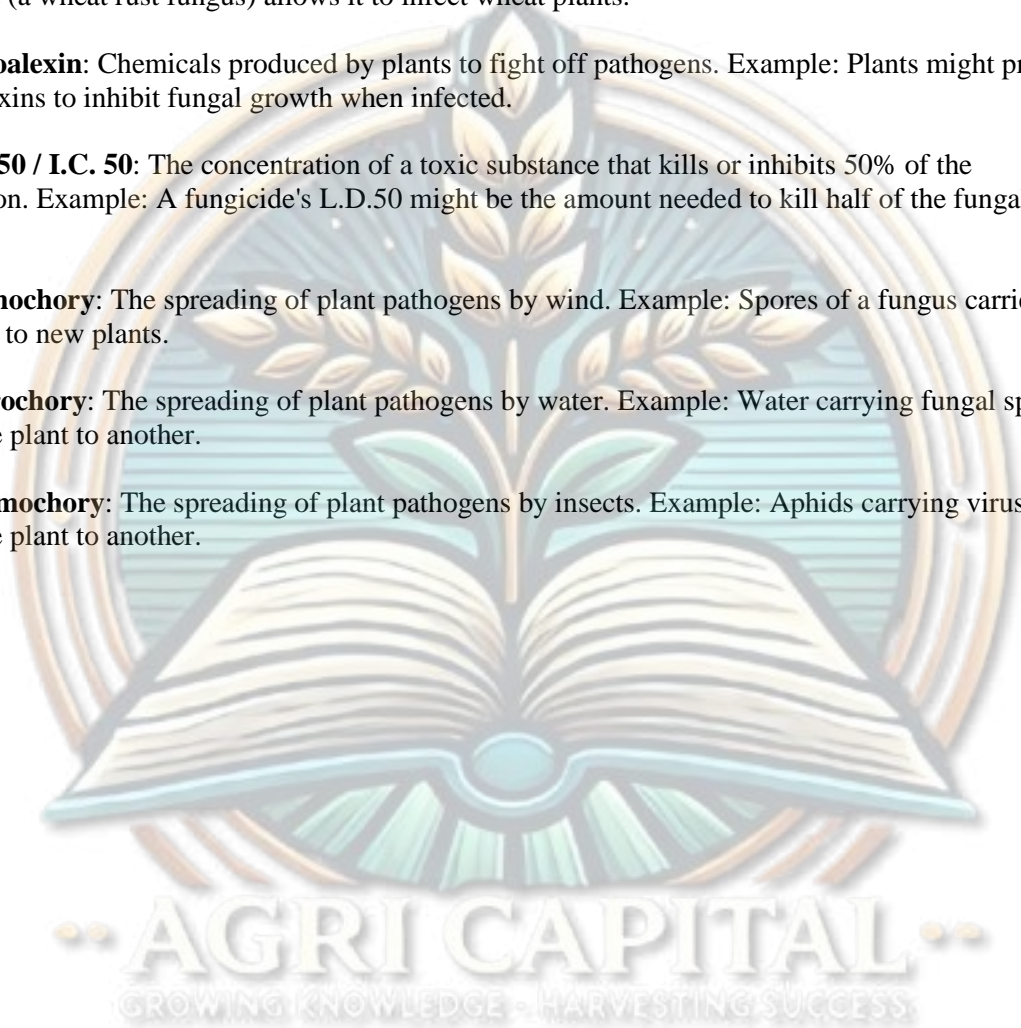 (a wheat rust fungus) allows it to infect wheat plants.
oalexin: Chemicals produced by plants to fight off pathogens. Example: Plants might pr
xins to inhibit fungal growth when infected.
50 / I.C. 50: The concentration of a toxic substance that kills or inhibits 50% of the
on. Example: A fungicide's L.D.50 might be the amount needed to kill half of the funga
nochory: The spreading of plant pathogens by wind. Example: Spores of a fungus carri
to new plants.
ochory: The spreading of plant pathogens by water. Example: Water carrying fungal sp
e plant to another.
mochory: The spreading of plant pathogens by insects. Example: Aphids carrying virus
e plant to another.
AGRI CAPITAL
GROWING KNOWLEDGE - HARVESTING SUCCESS